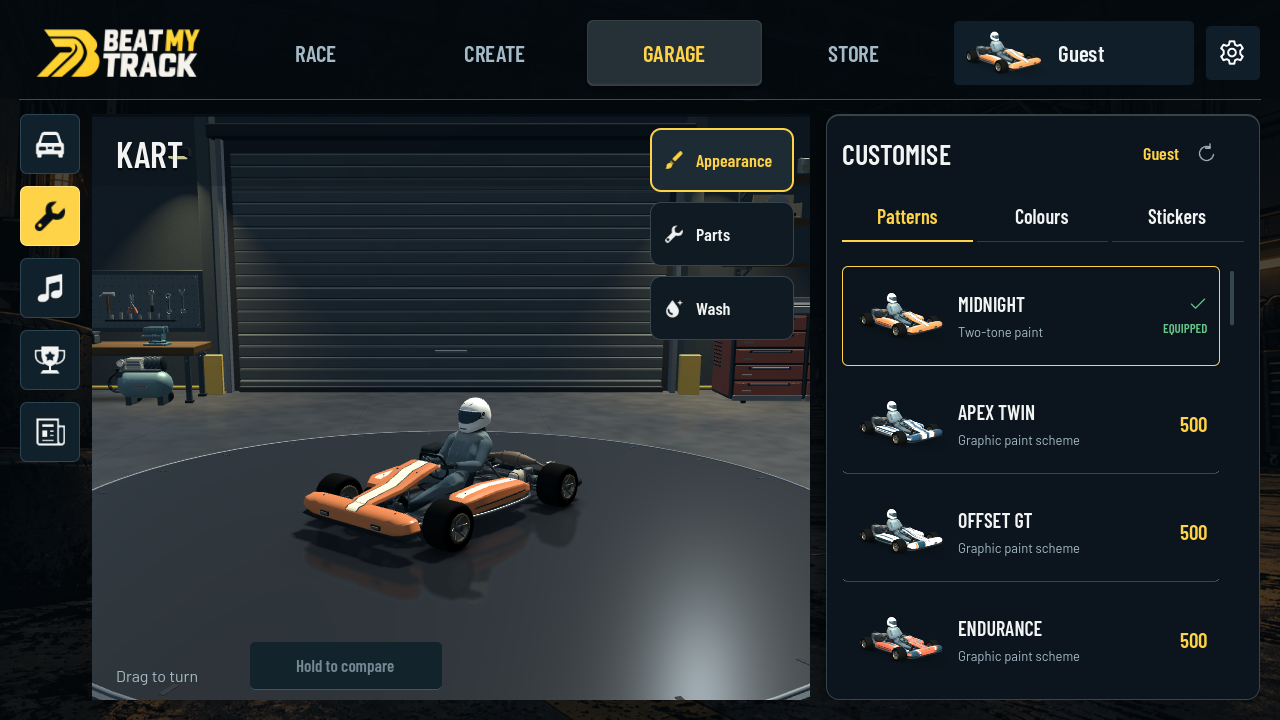 BEATMY
TRACK
RACE
CREATE
GARAGE
STORE
Guest
KART
Appearance
Parts
Wash
Drag to turn
Hold to compare
CUSTOMISE
Guest
Patterns
Colours
Stickers
MIDNIGHT
Two-tone paint
EQUIPPED
APEX TWIN
Graphic paint scheme
500
OFFSET GT
Graphic paint scheme
500
ENDURANCE
Graphic paint scheme
500